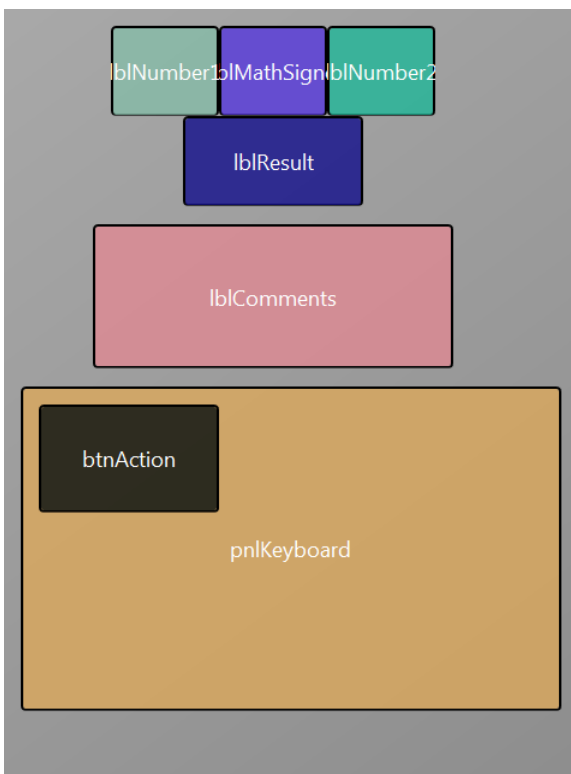 lblNumber1
lblMathSign
lblNumber2
lblResult
lblComments
btnAction
pnlKeyboard